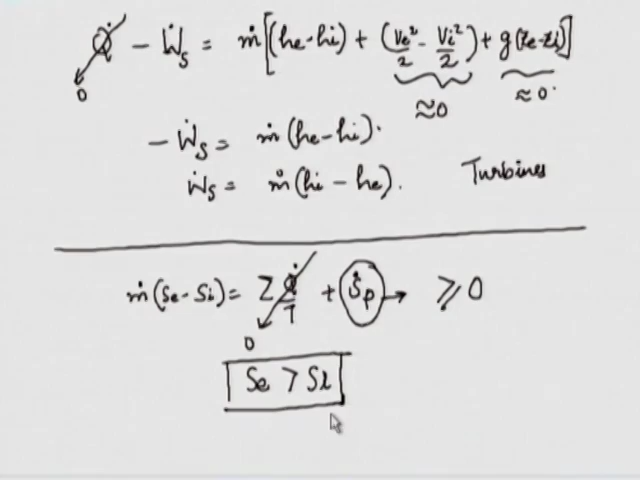 Q̇ - Ẇs = ṁ[(he-hi) + (Ve²/2 - Vi²/2) + g(ze-zi)]
0 ≈0 ≈0
-Ẇs = ṁ(he-hi).
Ẇs = ṁ(hi - he). Turbines
ṁ(Se-Si) = Σ Q̇/T + Ṡp → ≥ 0
0
Se > Si